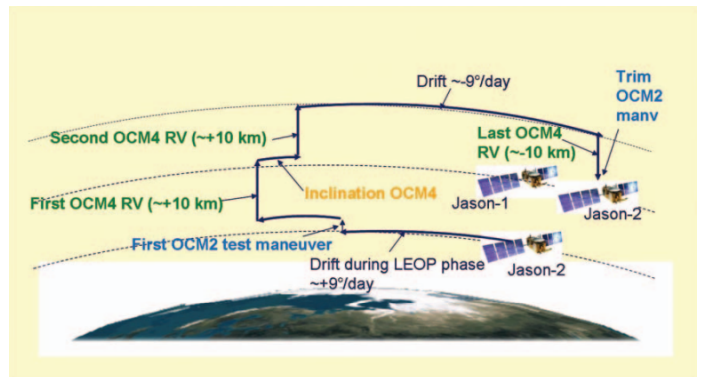 Drift ~-9°/day
Trim
OCM2
manv
Second OCM4 RV (~+10 km)
Last OCM4
RV (~-10 km)
Inclination OCM4
First OCM4 RV (~+10 km)
Jason-1
Jason-2
First OCM2 test maneuver
Drift during LEOP phase
~+9°/day
Jason-2